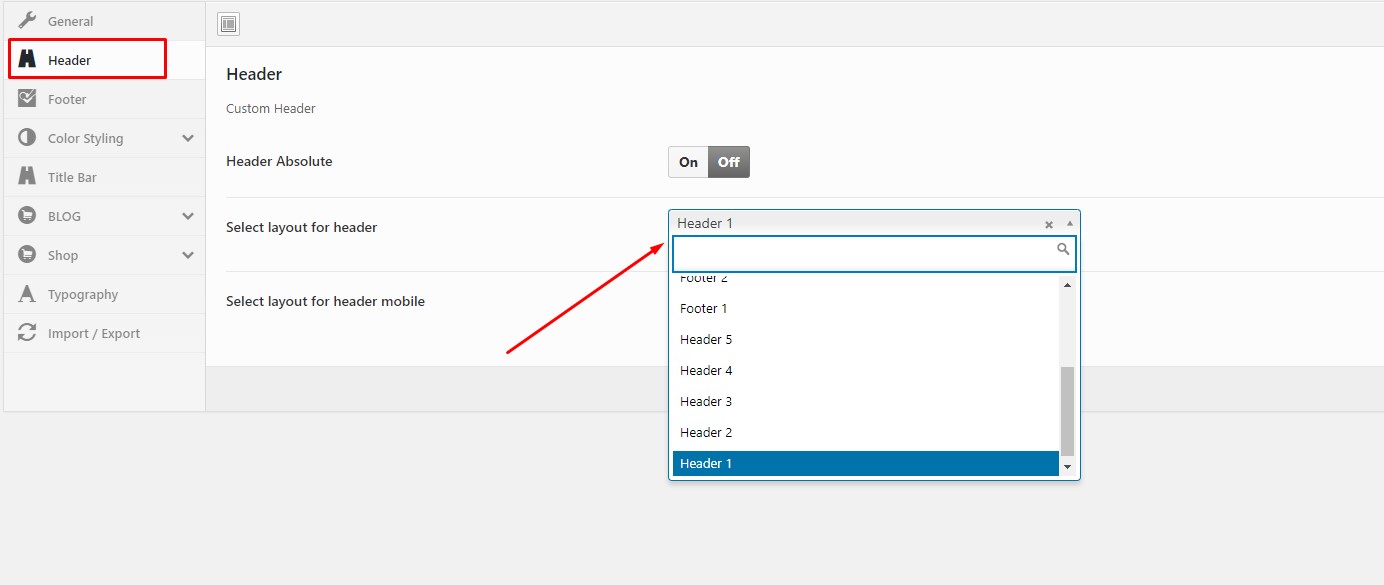 General
Header
Footer
Color Styling
Title Bar
BLOG
Shop
Typography
Import / Export
Header
Custom Header
Header Absolute
On Off
Select layout for header
Header 1
Footer 2
Footer 1
Header 5
Header 4
Header 3
Header 2
Header 1
Select layout for header mobile